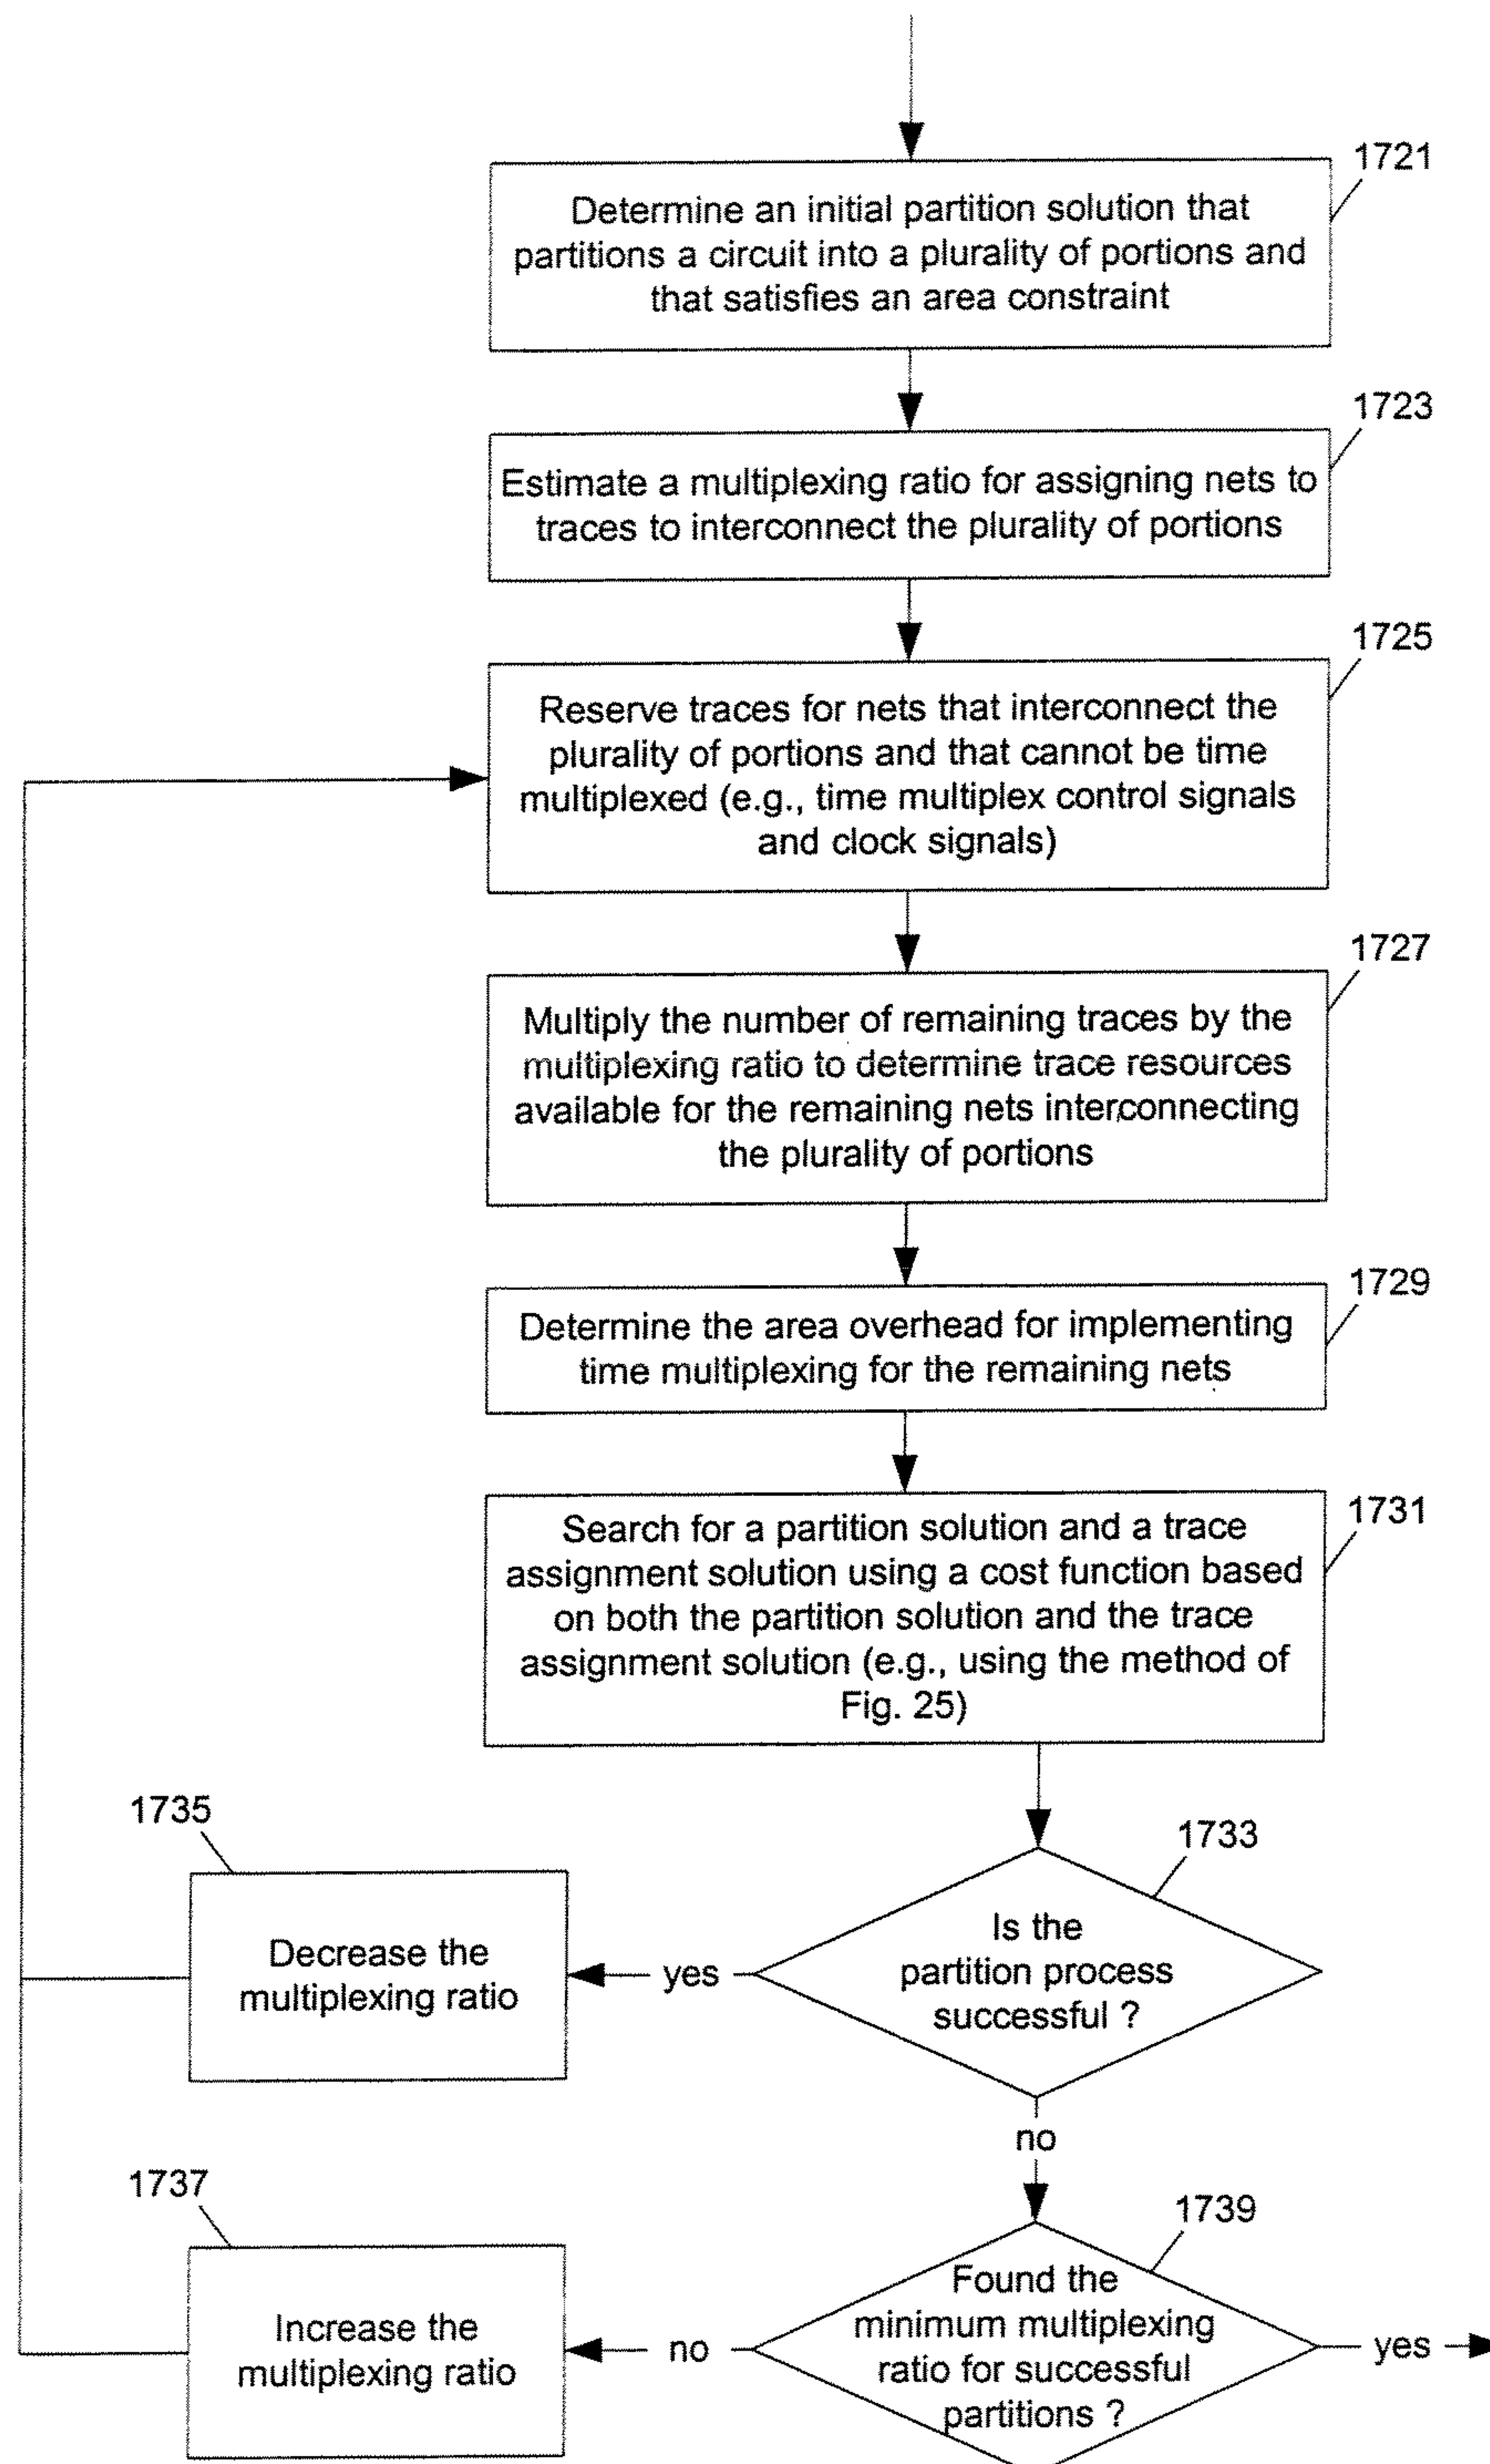 1721
Determine an initial partition solution that
partitions a circuit into a plurality of portions and
that satisfies an area constraint
1723
Estimate a multiplexing ratio for assigning nets to
traces to interconnect the plurality of portions
1725
Reserve traces for nets that interconnect the
plurality of portions and that cannot be time
multiplexed (e.g., time multiplex control signals
and clock signals)
1727
Multiply the number of remaining traces by the
multiplexing ratio to determine trace resources
available for the remaining nets interconnecting
the plurality of portions
1729
Determine the area overhead for implementing
time multiplexing for the remaining nets
1731
Search for a partition solution and a trace
assignment solution using a cost function based
on both the partition solution and the trace
assignment solution (e.g., using the method of
Fig. 25)
1735
1733
Decrease the
multiplexing ratio
yes
Is the
partition process
successful ?
no
1737
1739
Increase the
multiplexing ratio
no
Found the
minimum multiplexing
ratio for successful
partitions ?
yes